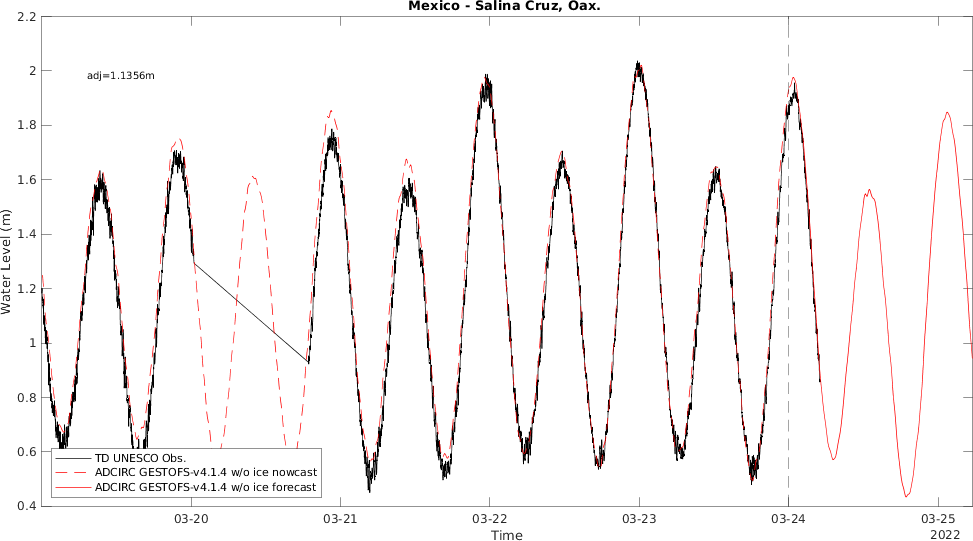 Mexico - Salina Cruz, Oax.
2.2
2
1.8
1.6
1.4
1.2
1
0.8
0.6
0.4
Water Level (m)
adj=1.1356m
TD UNESCO Obs.
ADCIRC GESTOFS-v4.1.4 w/o ice nowcast
ADCIRC GESTOFS-v4.1.4 w/o ice forecast
03-20
03-21
03-22
03-23
03-24
03-25
Time
2022